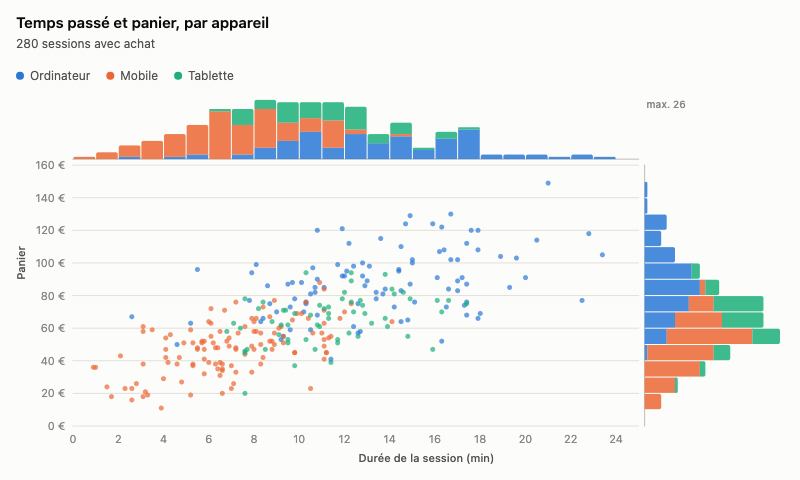 Temps passé et panier, par appareil
280 sessions avec achat
Ordinateur
Mobile
Tablette
max. 26
160 €
140 €
120 €
100 €
80 €
60 €
40 €
20 €
0 €
Panier
0
2
4
6
8
10
12
14
16
18
20
22
24
Durée de la session (min)